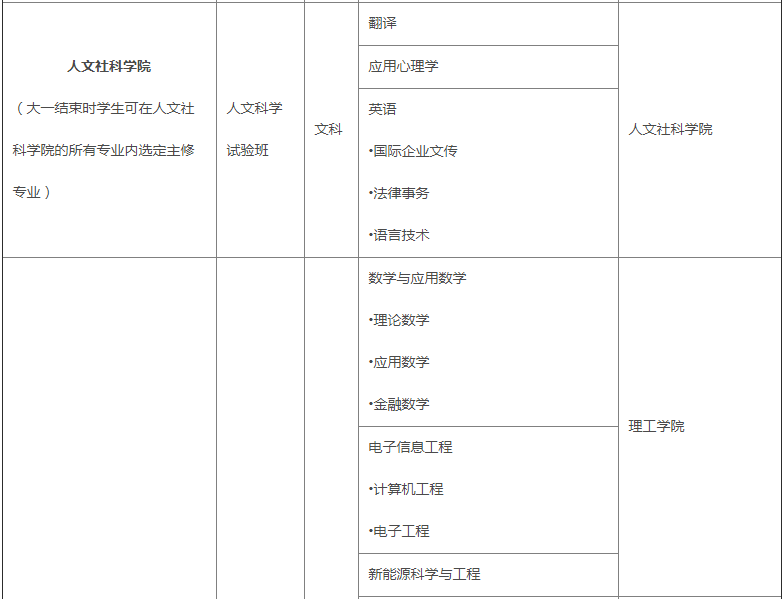 人文社科学院
（大一结束时学生可在人文社
科学院的所有专业内选定主修
专业）
人文科学
试验班
文科
翻译
应用心理学
英语
•国际企业文传
•法律事务
•语言技术
人文社科学院
数学与应用数学
•理论数学
•应用数学
•金融数学
电子信息工程
•计算机工程
•电子工程
新能源科学与工程
理工学院